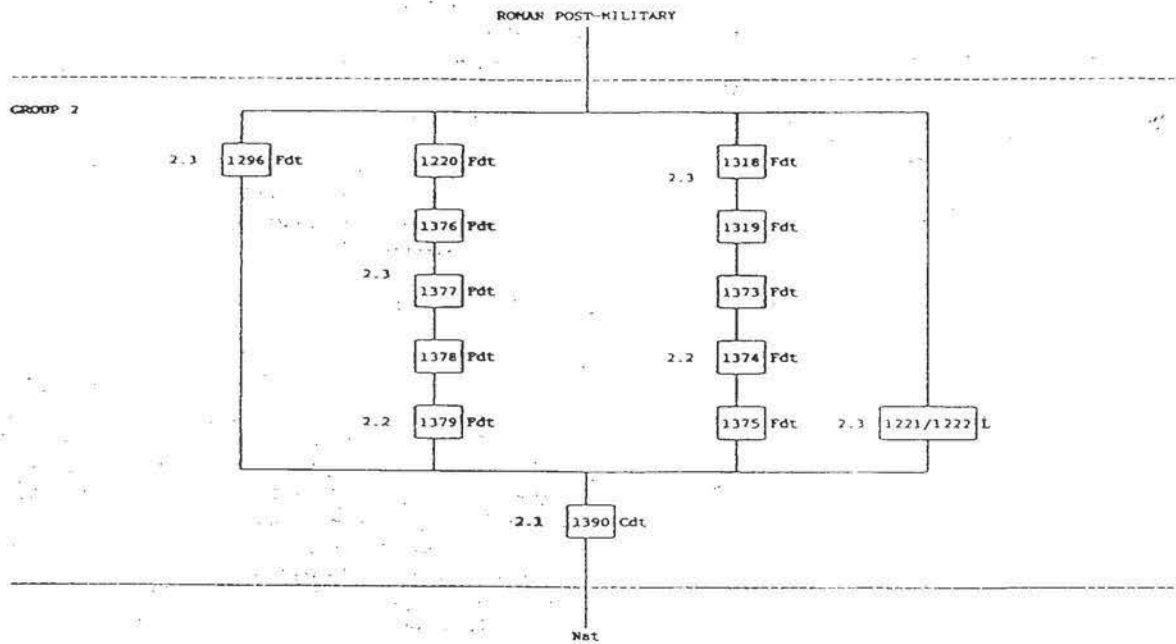 ROMAN POST-MILITARY
GROUP 2
2.3 1296 Fdt 1220 Fdt 2.3 1318 Fdt
1376 Fdt 1319 Fdt
2.3 1377 Fdt 1373 Fdt
1378 Fdt 2.2 1374 Fdt
2.2 1379 Fdt 1375 Fdt 2.3 1221/1222 L
2.1 1390 Cdt
Nat